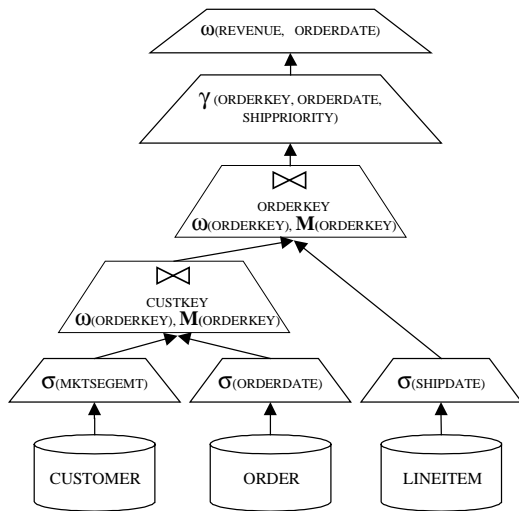 ω(REVENUE, ORDERDATE)
γ(ORDERKEY, ORDERDATE,
SHIPPRIORITY)
⋈
ORDERKEY
ω(ORDERKEY), M(ORDERKEY)
⋈
CUSTKEY
ω(ORDERKEY), M(ORDERKEY)
σ(MKTSEGEMT)
σ(ORDERDATE)
σ(SHIPDATE)
CUSTOMER
ORDER
LINEITEM